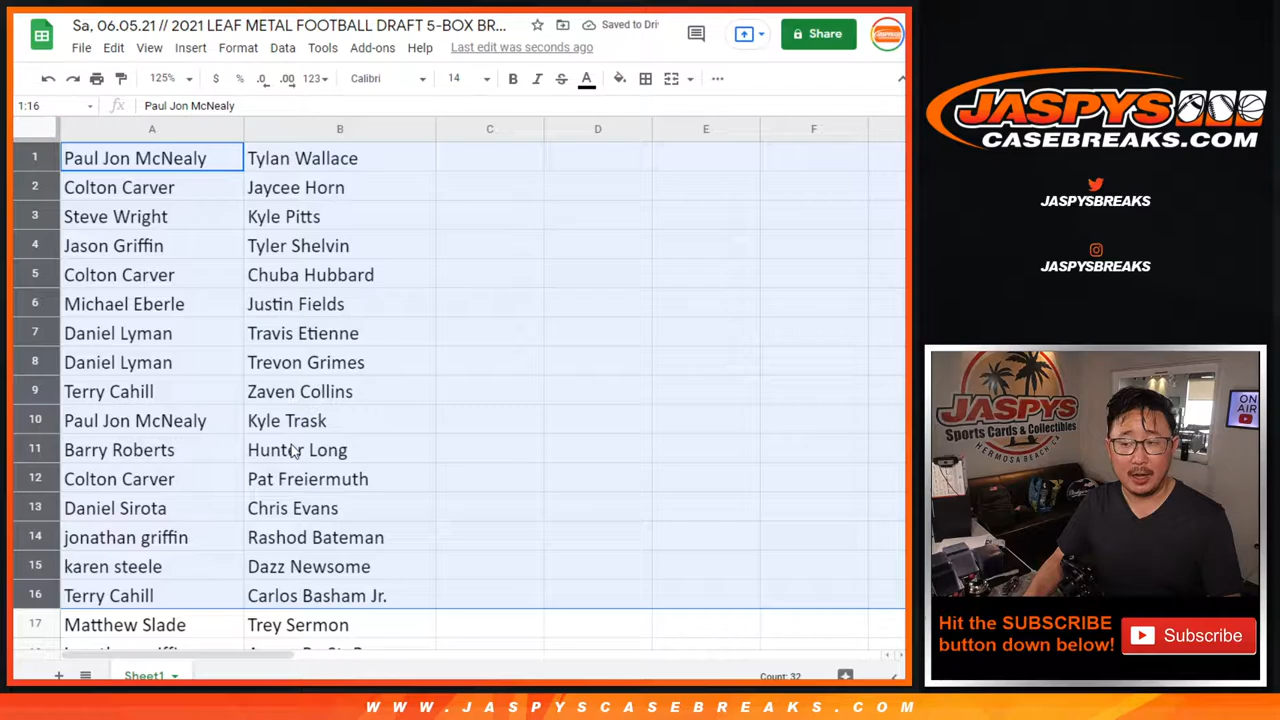 Sa, 06.05.21 // 2021 LEAF METAL FOOTBALL DRAFT 5-BOX BR...
Saved to Dri
File Edit View Insert Format Data Tools Add-ons Help Last edit was seconds ago
Share
125% $ % .0 .00 123 Calibri 14 B I S A
1:16 fx Paul Jon McNealy
A B C D E F
1 Paul Jon McNealy Tylan Wallace
2 Colton Carver Jaycee Horn
3 Steve Wright Kyle Pitts
4 Jason Griffin Tyler Shelvin
5 Colton Carver Chuba Hubbard
6 Michael Eberle Justin Fields
7 Daniel Lyman Travis Etienne
8 Daniel Lyman Trevon Grimes
9 Terry Cahill Zaven Collins
10 Paul Jon McNealy Kyle Trask
11 Barry Roberts Hunter Long
12 Colton Carver Pat Freiermuth
13 Daniel Sirota Chris Evans
14 jonathan griffin Rashod Bateman
15 karen steele Dazz Newsome
16 Terry Cahill Carlos Basham Jr.
17 Matthew Slade Trey Sermon
Sheet1
Count: 32
JASPYS
CASEBREAKS.COM
JASPYSBREAKS
JASPYSBREAKS
JASPYS
Sports Cards & Collectibles
HERMOSA BEACH, CA
ON
AIR
Hit the SUBSCRIBE
button down below!
Subscribe
WWW.JASPYSCASEBREAKS.COM